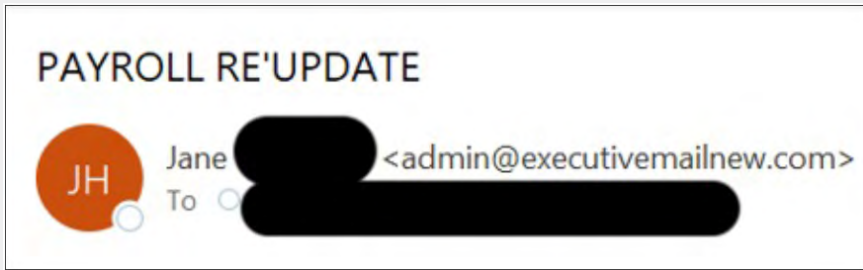 PAYROLL RE'UPDATE
JH
Jane <admin@executivemailnew.com>
To